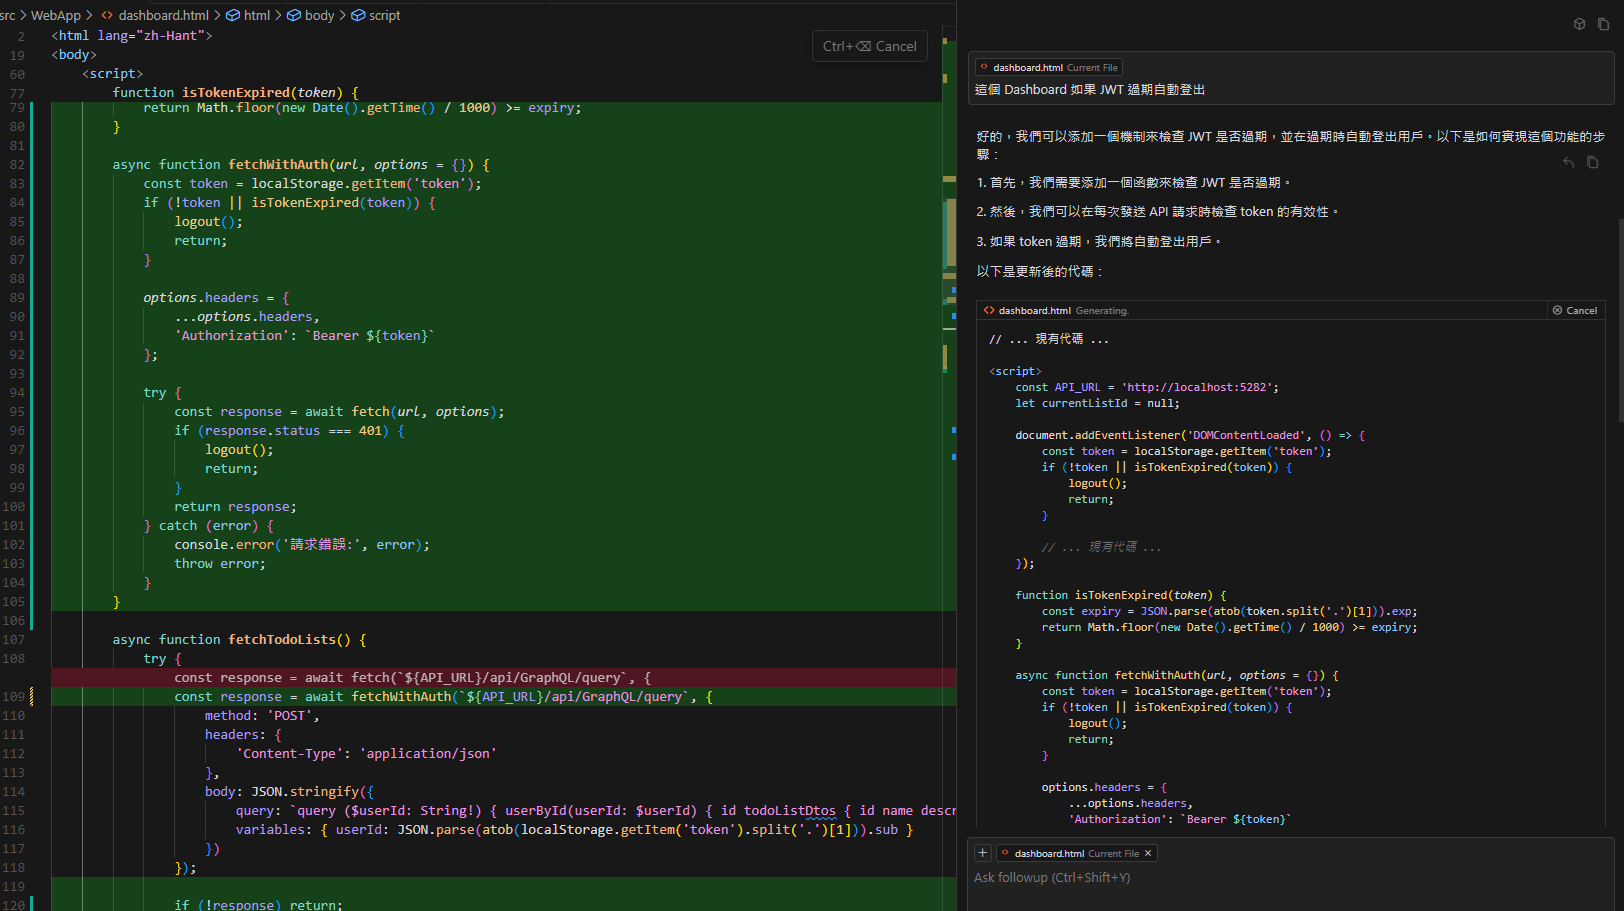 src > WebApp > dashboard.html > html > body > script
2 <html lang="zh-Hant">
19 <body>
60 <script>
77 function isTokenExpired(token) {
79 return Math.floor(new Date().getTime() / 1000) >= expiry;
80 }
81
82 async function fetchWithAuth(url, options = {}) {
83 const token = localStorage.getItem('token');
84 if (!token || isTokenExpired(token)) {
85 logout();
86 return;
87 }
88
89 options.headers = {
90 ...options.headers,
91 'Authorization': `Bearer ${token}`
92 };
93
94 try {
95 const response = await fetch(url, options);
96 if (response.status === 401) {
97 logout();
98 return;
99 }
100 return response;
101 } catch (error) {
102 console.error('請求錯誤:', error);
103 throw error;
104 }
105 }
106
107 async function fetchTodoLists() {
108 try {
const response = await fetch(`${API_URL}/api/GraphQL/query`, {
109 const response = await fetchWithAuth(`${API_URL}/api/GraphQL/query`, {
110 method: 'POST',
111 headers: {
112 'Content-Type': 'application/json'
113 },
114 body: JSON.stringify({
115 query: `query ($userId: String!) { userById(userId: $userId) { id todoListDtos { id name descr
116 variables: { userId: JSON.parse(atob(localStorage.getItem('token').split('.')[1])).sub }
117 })
118 });
119
120 if (!response) return;
Ctrl+⌫ Cancel
dashboard.html Current File
這個 Dashboard 如果 JWT 過期自動登出
好的，我們可以添加一個機制來檢查 JWT 是否過期，並在過期時自動登出用戶。以下是如何實現這個功能的步
驟：
1. 首先，我們需要添加一個函數來檢查 JWT 是否過期。
2. 然後，我們可以在每次發送 API 請求時檢查 token 的有效性。
3. 如果 token 過期，我們將自動登出用戶。
以下是更新後的代碼：
dashboard.html Generating. Cancel
// ... 現有代碼 ...
<script>
const API_URL = 'http://localhost:5282';
let currentListId = null;
document.addEventListener('DOMContentLoaded', () => {
const token = localStorage.getItem('token');
if (!token || isTokenExpired(token)) {
logout();
return;
}
// ... 現有代碼 ...
});
function isTokenExpired(token) {
const expiry = JSON.parse(atob(token.split('.')[1])).exp;
return Math.floor(new Date().getTime() / 1000) >= expiry;
}
async function fetchWithAuth(url, options = {}) {
const token = localStorage.getItem('token');
if (!token || isTokenExpired(token)) {
logout();
return;
}
options.headers = {
...options.headers,
'Authorization': `Bearer ${token}`
+ dashboard.html Current File ×
Ask followup (Ctrl+Shift+Y)